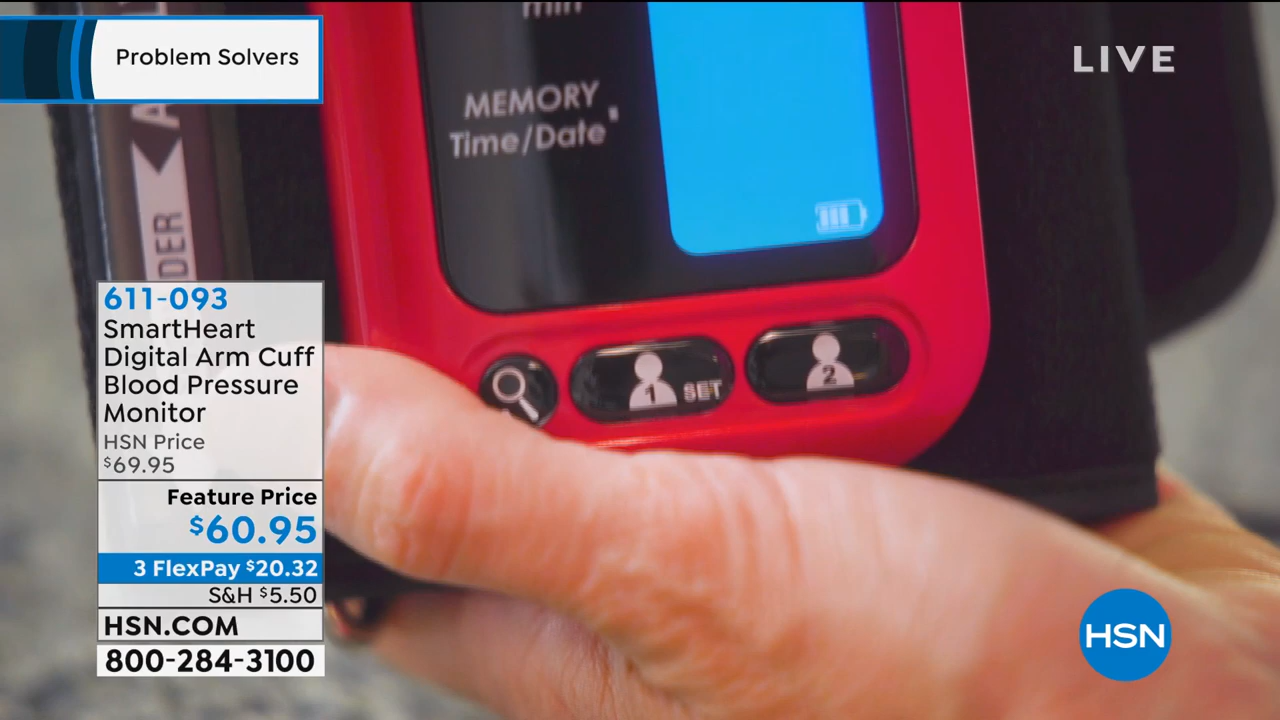 Problem Solvers
LIVE
min
MEMORY
Time/Date
DER
1 SET
2
611-093
SmartHeart
Digital Arm Cuff
Blood Pressure
Monitor
HSN Price
$69.95
Feature Price
$60.95
3 FlexPay $20.32
S&H $5.50
HSN.COM
800-284-3100
HSN